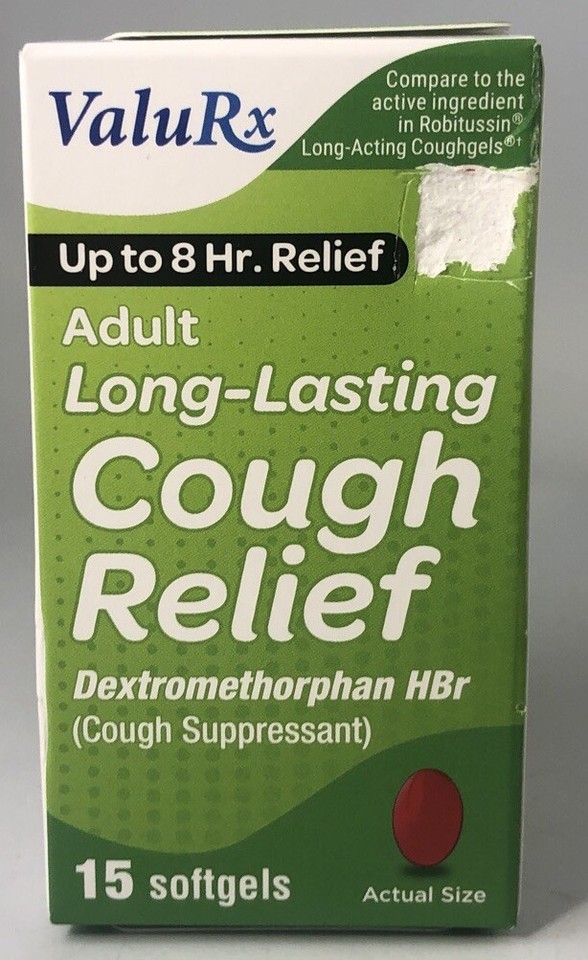 ValuRx
Compare to the
active ingredient
in Robitussin®
Long-Acting Coughgels®†
Up to 8 Hr. Relief
Adult
Long-Lasting
Cough
Relief
Dextromethorphan HBr
(Cough Suppressant)
15 softgels
Actual Size